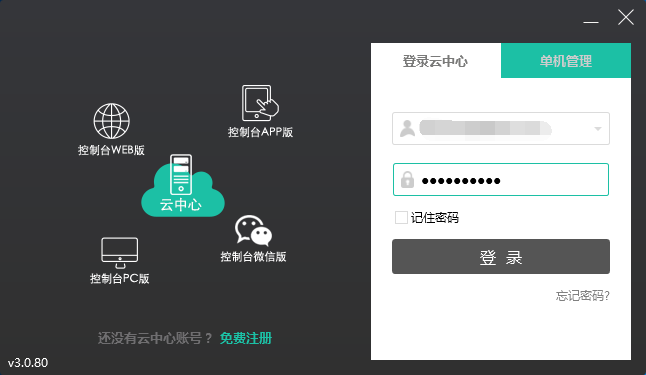 登录云中心
单机管理
控制台APP版
控制台WEB版
云中心
●●●●●●●●●●
记住密码
控制台微信版
登 录
控制台PC版
忘记密码?
还没有云中心账号？ 免费注册
v3.0.80